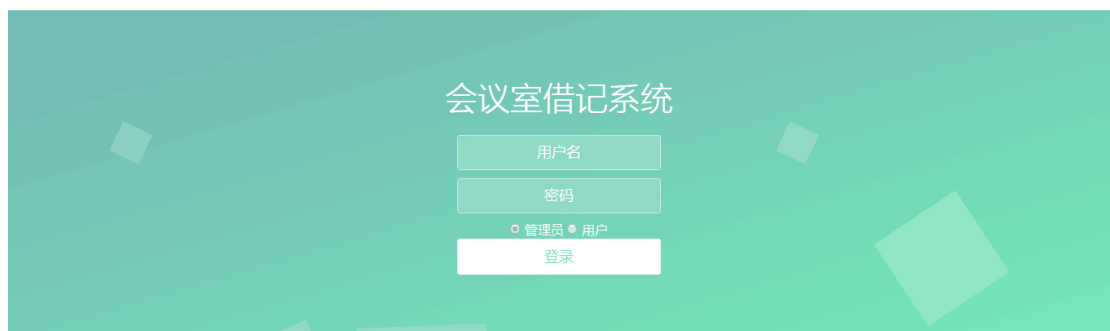 会议室借记系统
用户名
密码
管理员 用户
登录